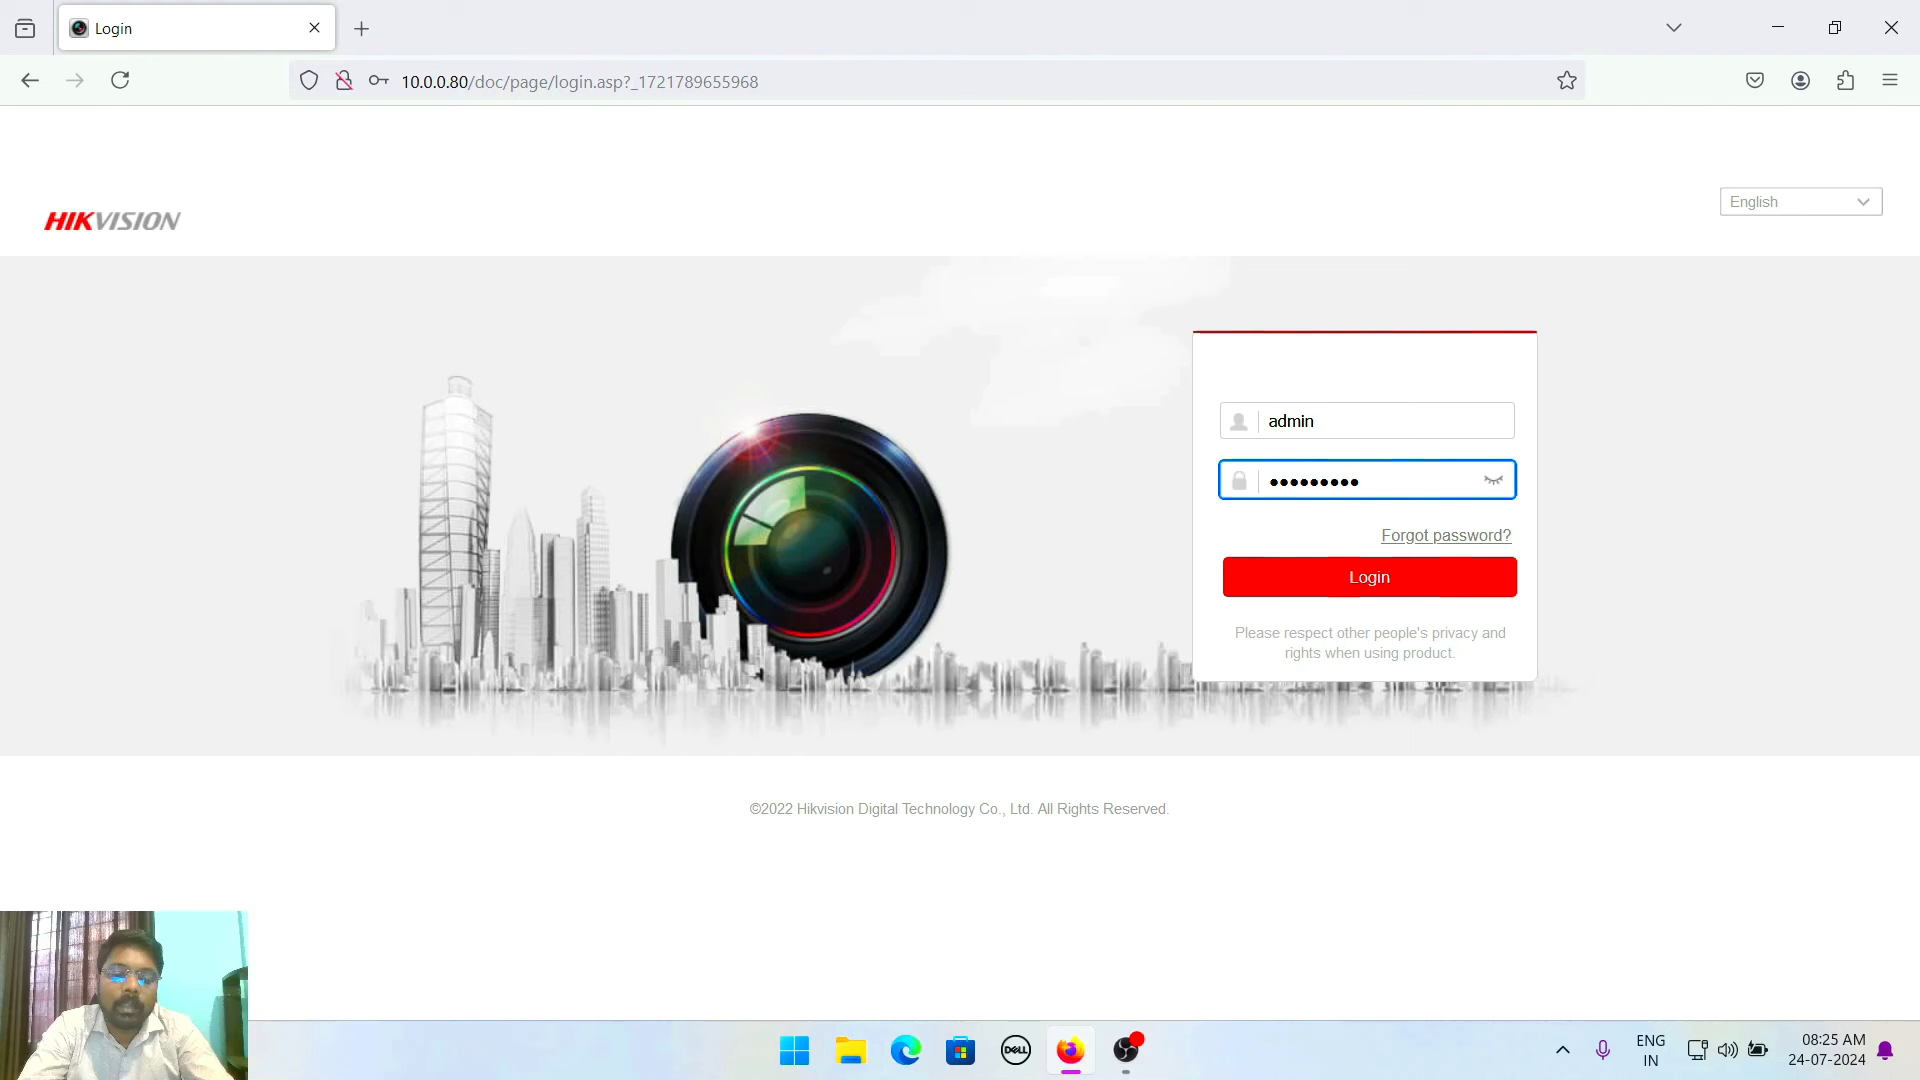 Login
10.0.0.80/doc/page/login.asp?_1721789655968
English
HIKVISION
admin
Forgot password?
Login
Please respect other people's privacy and
rights when using product.
©2022 Hikvision Digital Technology Co., Ltd. All Rights Reserved.
DELL
ENG
IN
08:25 AM
24-07-2024